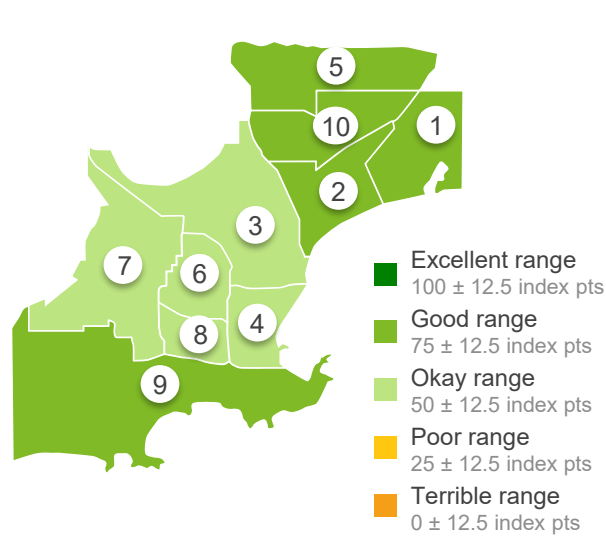 5
10
1
2
3
7
6
4
8
9
Excellent range
100 ± 12.5 index pts
Good range
75 ± 12.5 index pts
Okay range
50 ± 12.5 index pts
Poor range
25 ± 12.5 index pts
Terrible range
0 ± 12.5 index pts